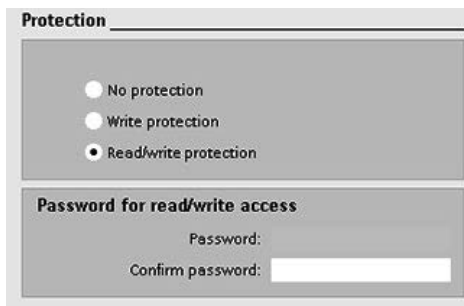 Protection
No protection
Write protection
Read/write protection
Password for read/write access
Password:
Confirm password: